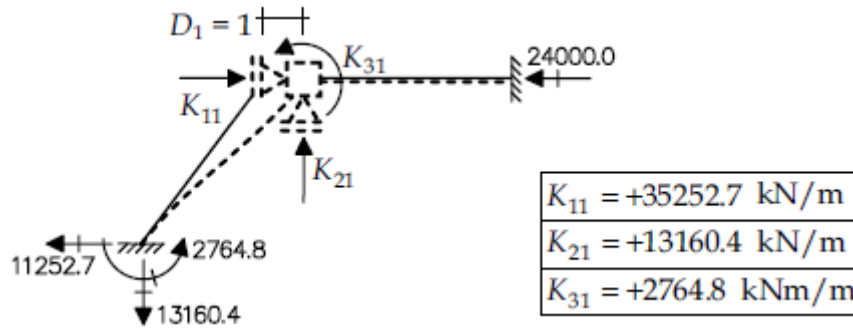 D₁ = 1
K₃₁
24000.0
K₁₁
K₂₁
2764.8
11252.7
13160.4
K₁₁ = +35252.7 kN/m
K₂₁ = +13160.4 kN/m
K₃₁ = +2764.8 kNm/m